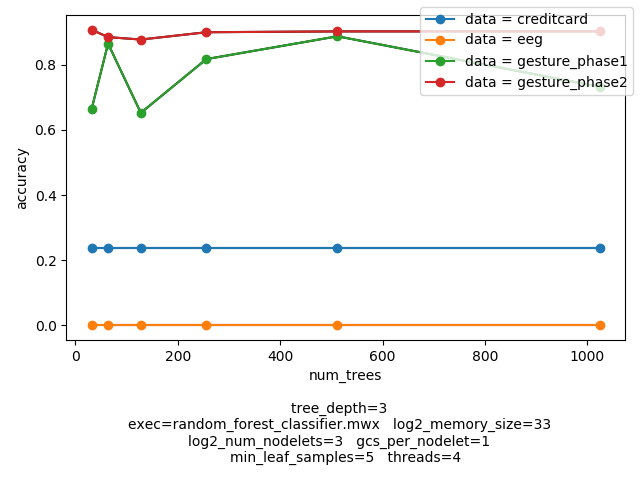 data = creditcard
data = eeg
data = gesture_phase1
data = gesture_phase2
accuracy
0.8
0.6
0.4
0.2
0.0
0 200 400 600 800 1000
num_trees
tree_depth=3
exec=random_forest_classifier.mwx log2_memory_size=33
log2_num_nodelets=3 gcs_per_nodelet=1
min_leaf_samples=5 threads=4